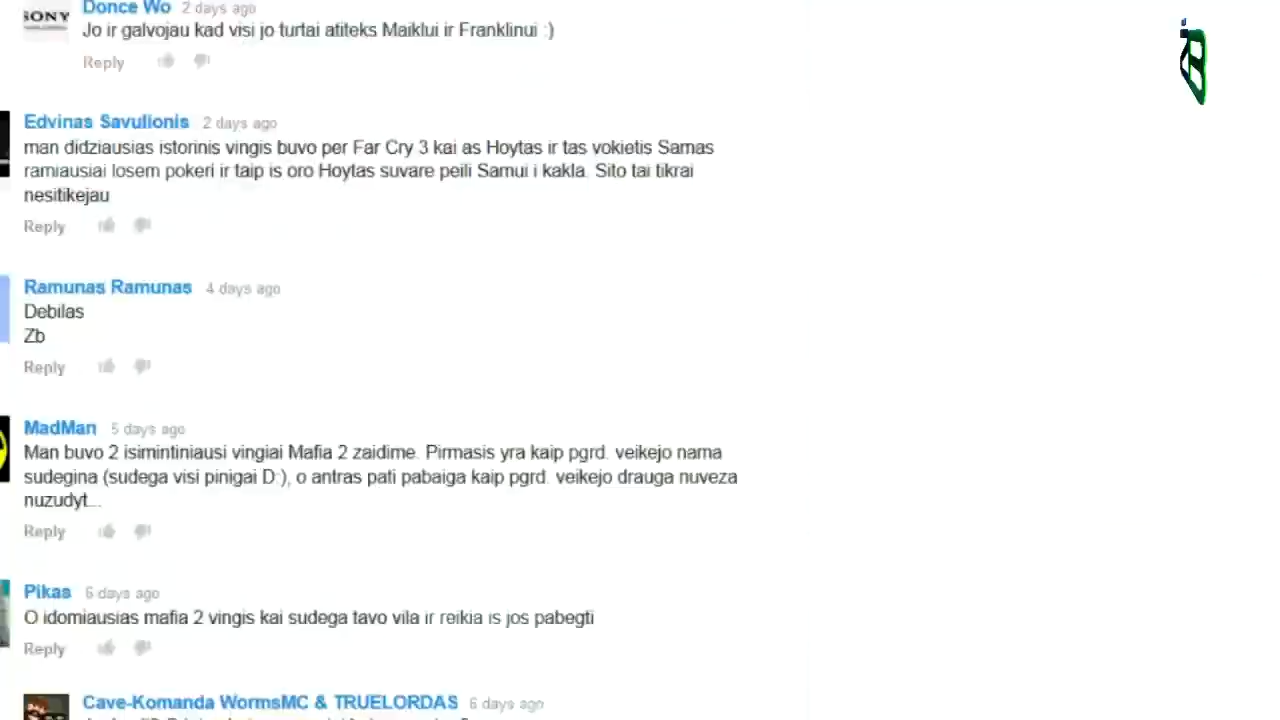 SONY
Donce Wo 2 days ago
Jo ir galvojau kad visi jo turtai atiteks Maiklui ir Franklinui :)
Reply
Edvinas Savulionis 2 days ago
man didziausias istorinis vingis buvo per Far Cry 3 kai as Hoytas ir tas vokietis Samas
ramiausiai losem pokeri ir taip is oro Hoytas suvare peili Samui i kakla. Sito tai tikrai
nesitikejau
Reply
Ramunas Ramunas 4 days ago
Debilas
Zb
Reply
MadMan 5 days ago
Man buvo 2 isimintiniausi vingiai Mafia 2 zaidime. Pirmasis yra kaip pgrd. veikejo nama
sudegina (sudega visi pinigai D:), o antras pati pabaiga kaip pgrd. veikejo drauga nuveza
nuzudyt...
Reply
Pikas 6 days ago
O idomiausias mafia 2 vingis kai sudega tavo vila ir reikia is jos pabegti
Reply
Cave-Komanda WormsMC & TRUELORDAS 6 days ago